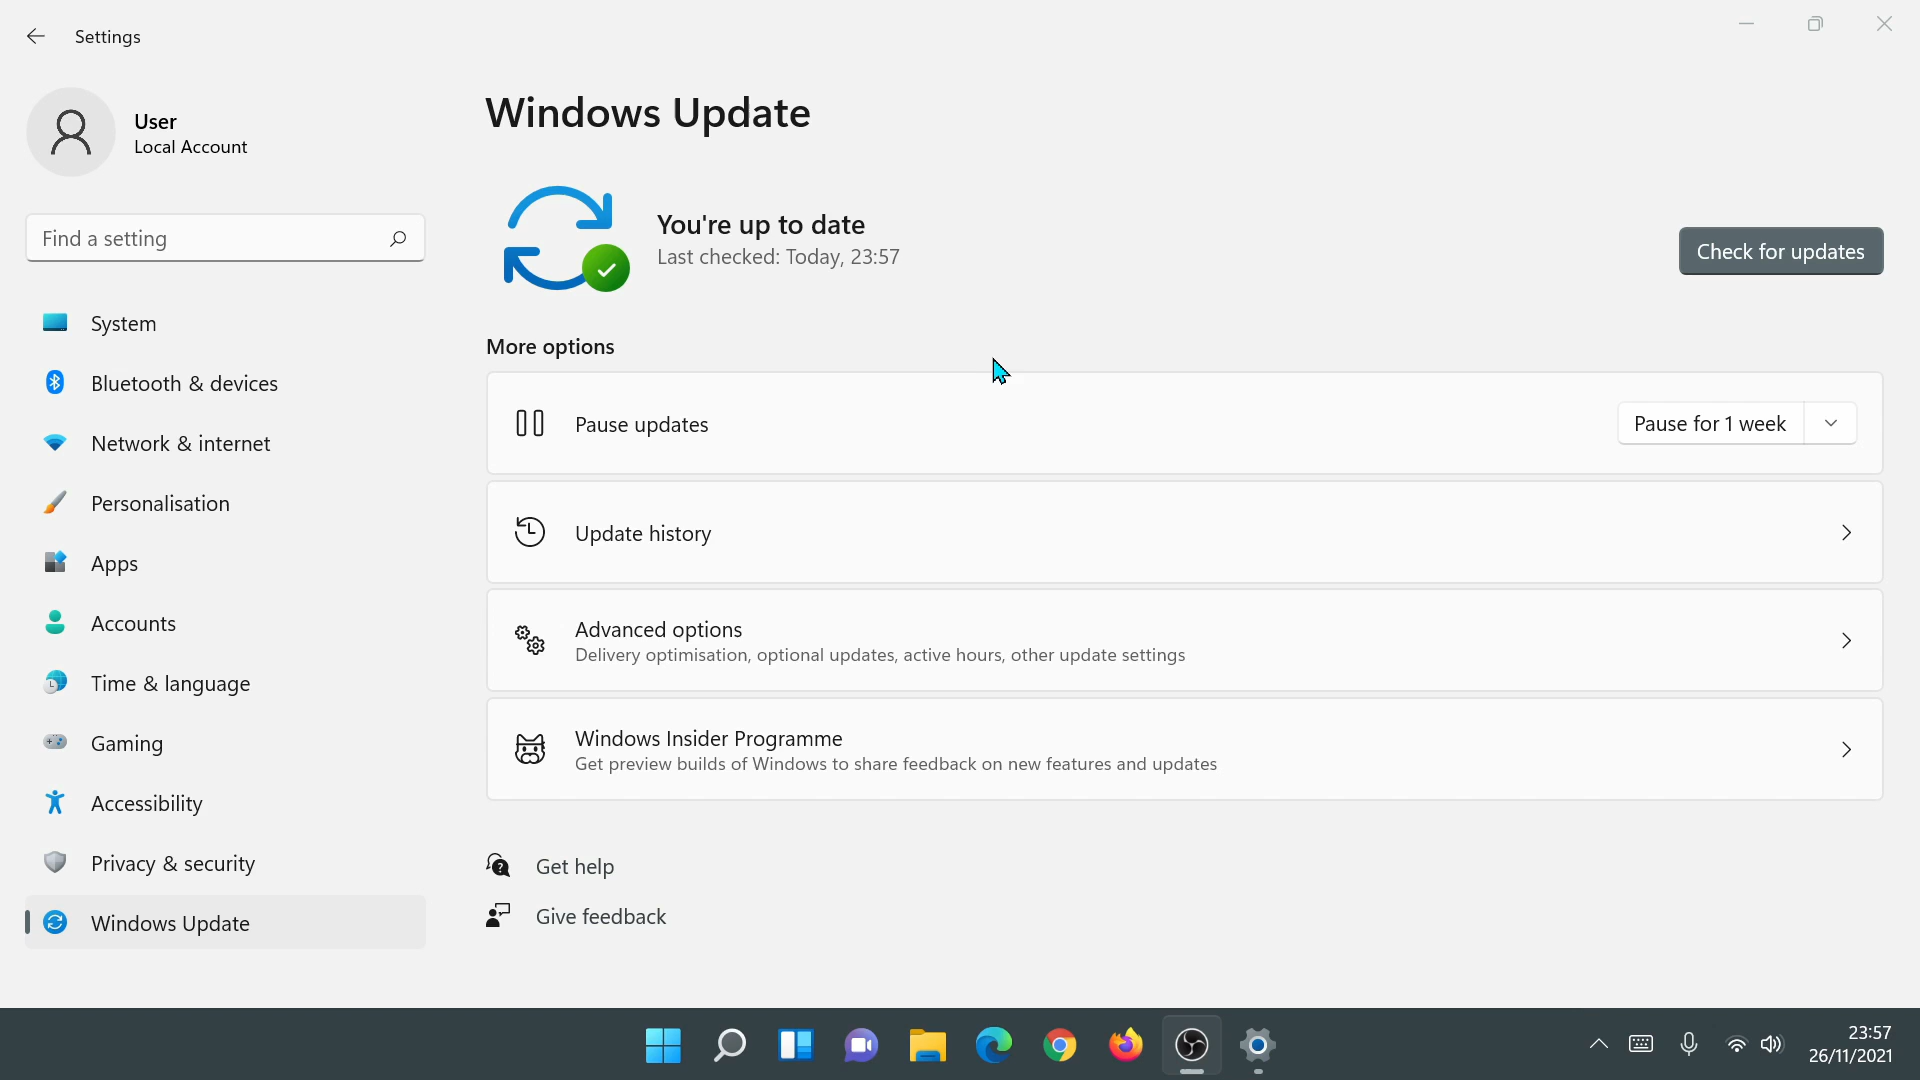 Settings
User
Local Account
Find a setting
System
Bluetooth & devices
Network & internet
Personalisation
Apps
Accounts
Time & language
Gaming
Accessibility
Privacy & security
Windows Update
Windows Update
You're up to date
Last checked: Today, 23:57
Check for updates
More options
Pause updates
Pause for 1 week
Update history
Advanced options
Delivery optimisation, optional updates, active hours, other update settings
Windows Insider Programme
Get preview builds of Windows to share feedback on new features and updates
Get help
Give feedback
23:57
26/11/2021